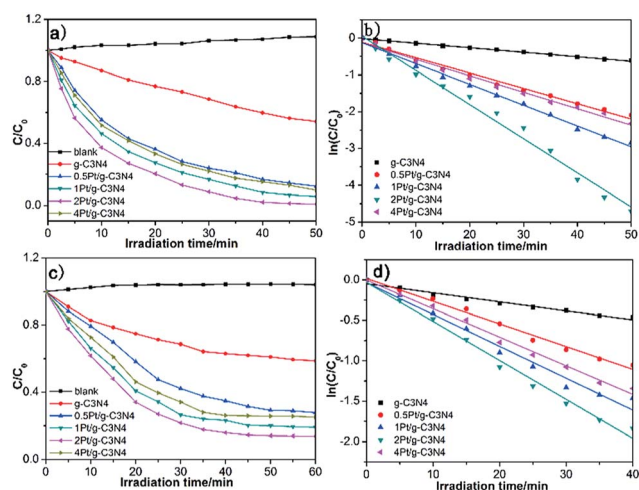 a)
1.2
0.8
0.4
0.0
C/C0
blank
g-C3N4
0.5Pt/g-C3N4
1Pt/g-C3N4
2Pt/g-C3N4
4Pt/g-C3N4
0 10 20 30 40 50
Irradiation time/min
b)
0
-1
-2
-3
-4
-5
ln(C/C0)
g-C3N4
0.5Pt/g-C3N4
1Pt/g-C3N4
2Pt/g-C3N4
4Pt/g-C3N4
0 10 20 30 40 50
Irradiation time/min
c)
1.2
0.8
0.4
0.0
C/C0
blank
g-C3N4
0.5Pt/g-C3N4
1Pt/g-C3N4
2Pt/g-C3N4
4Pt/g-C3N4
0 10 20 30 40 50 60
Irradiation time/min
d)
0.0
-0.5
-1.0
-1.5
-2.0
ln(C/C0)
g-C3N4
0.5Pt/g-C3N4
1Pt/g-C3N4
2Pt/g-C3N4
4Pt/g-C3N4
0 10 20 30 40
Irradiation time/min